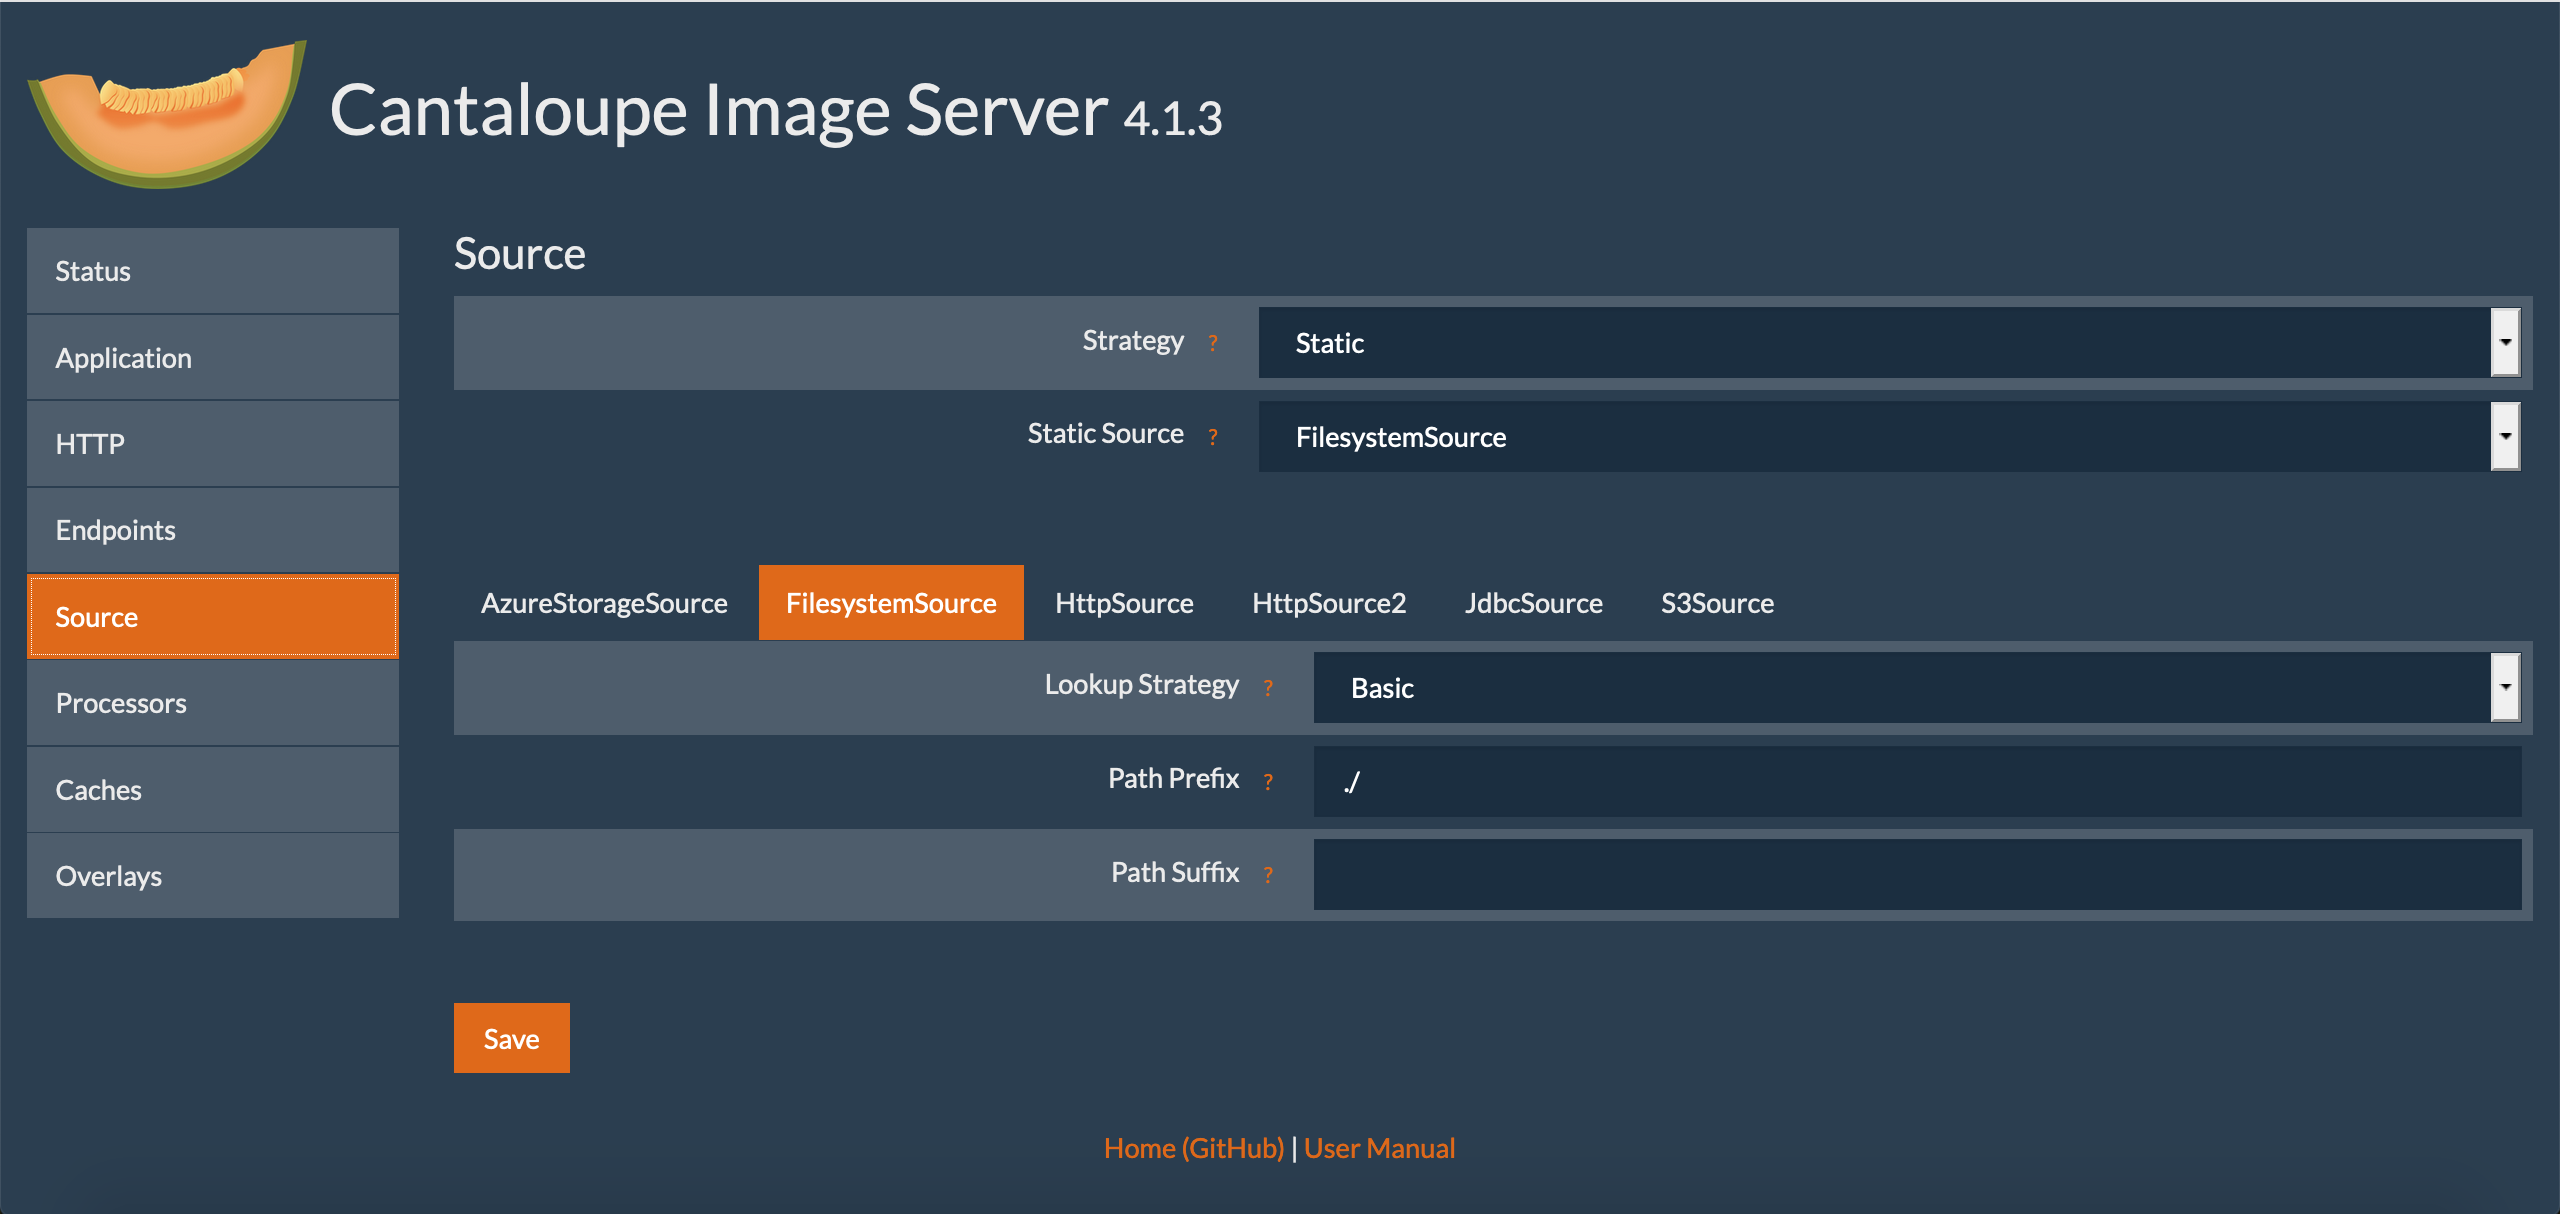 Cantaloupe Image Server 4.1.3
Status
Application
HTTP
Endpoints
Source
Processors
Caches
Overlays
Source
Strategy ? Static
Static Source ? FilesystemSource
AzureStorageSource FilesystemSource HttpSource HttpSource2 JdbcSource S3Source
Lookup Strategy ? Basic
Path Prefix ? ./
Path Suffix ?
Save
Home (GitHub) | User Manual